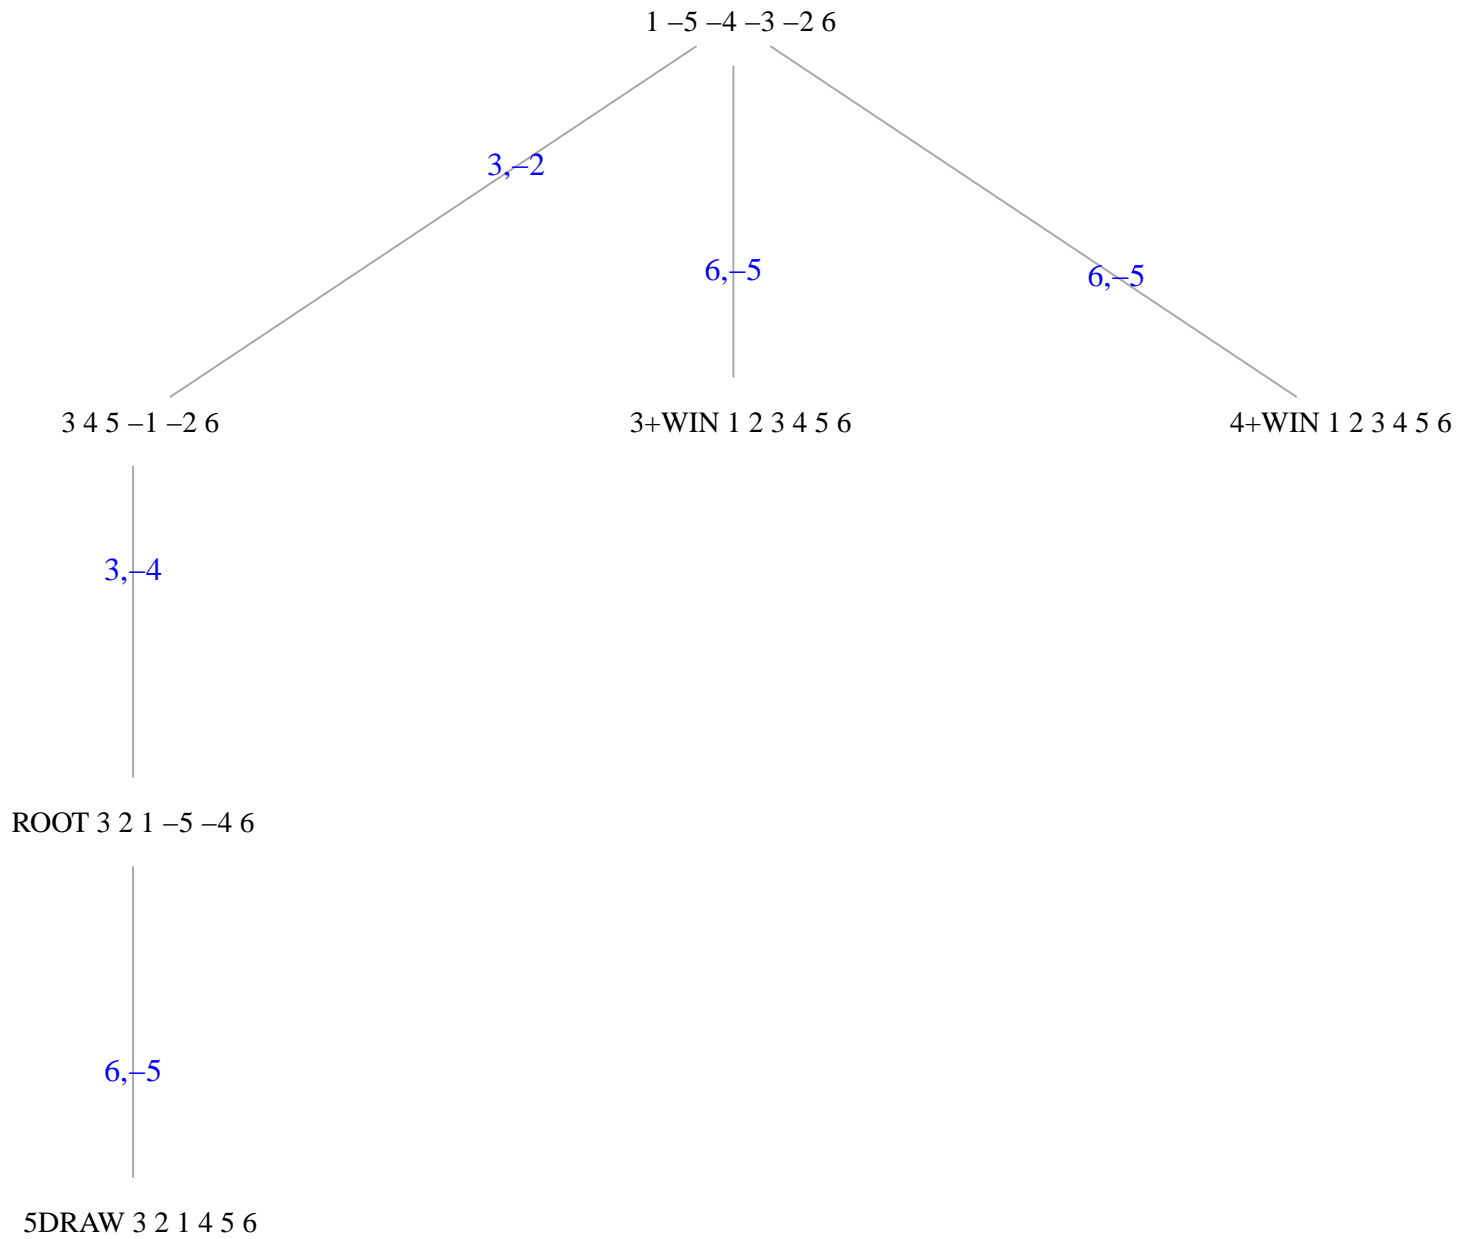 1 –5 –4 –3 –2 6
3,–2
6,–5
6,–5
3 4 5 –1 –2 6
3+WIN 1 2 3 4 5 6
4+WIN 1 2 3 4 5 6
3,–4
ROOT 3 2 1 –5 –4 6
6,–5
5DRAW 3 2 1 4 5 6